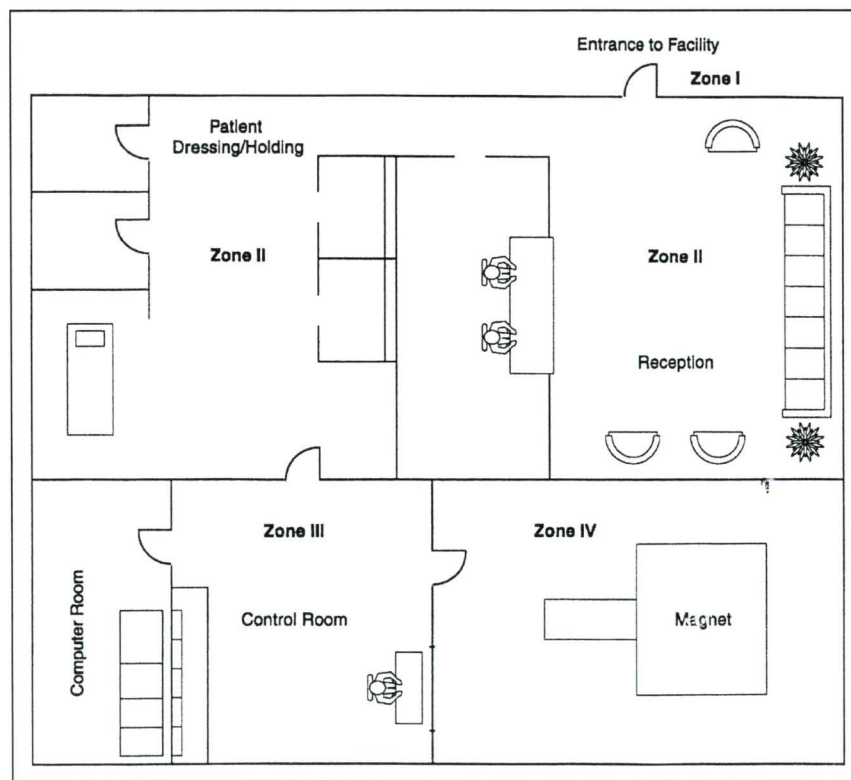 Entrance to Facility
Zone I
Patient
Dressing/Holding
Zone II
Zone II
Reception
Zone III
Zone IV
Computer Room
Control Room
Magnet